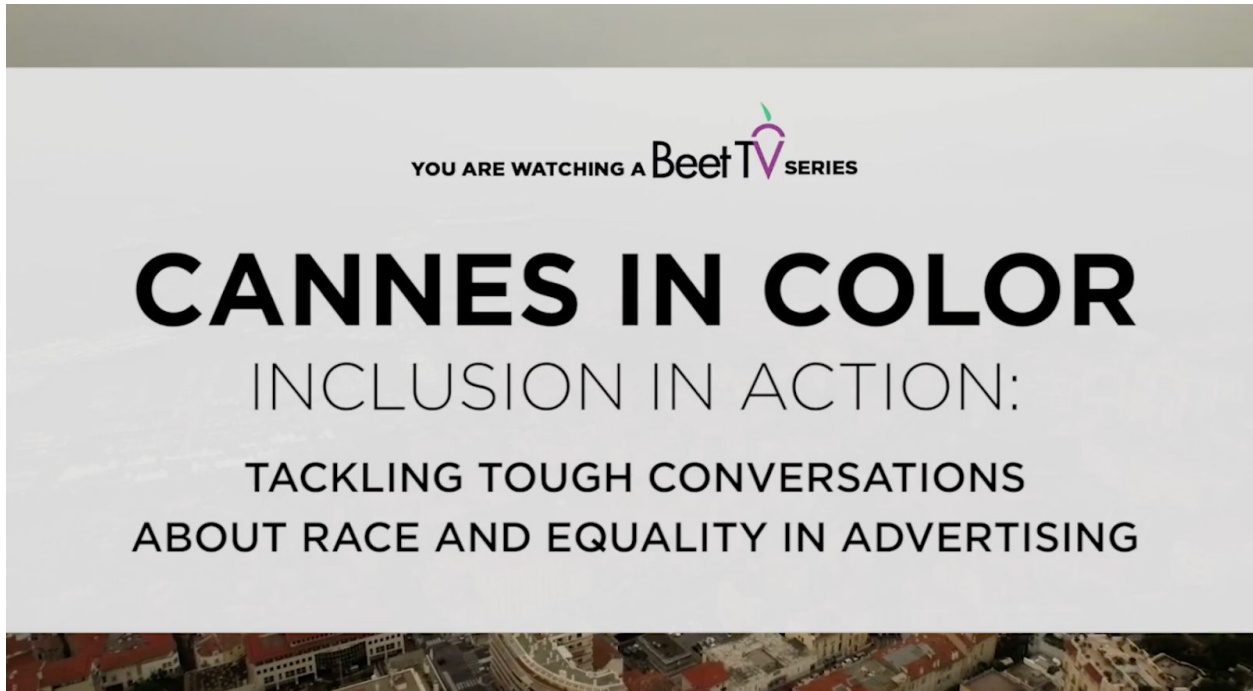 YOU ARE WATCHING A Beet TV SERIES
CANNES IN COLOR
INCLUSION IN ACTION:
TACKLING TOUGH CONVERSATIONS
ABOUT RACE AND EQUALITY IN ADVERTISING